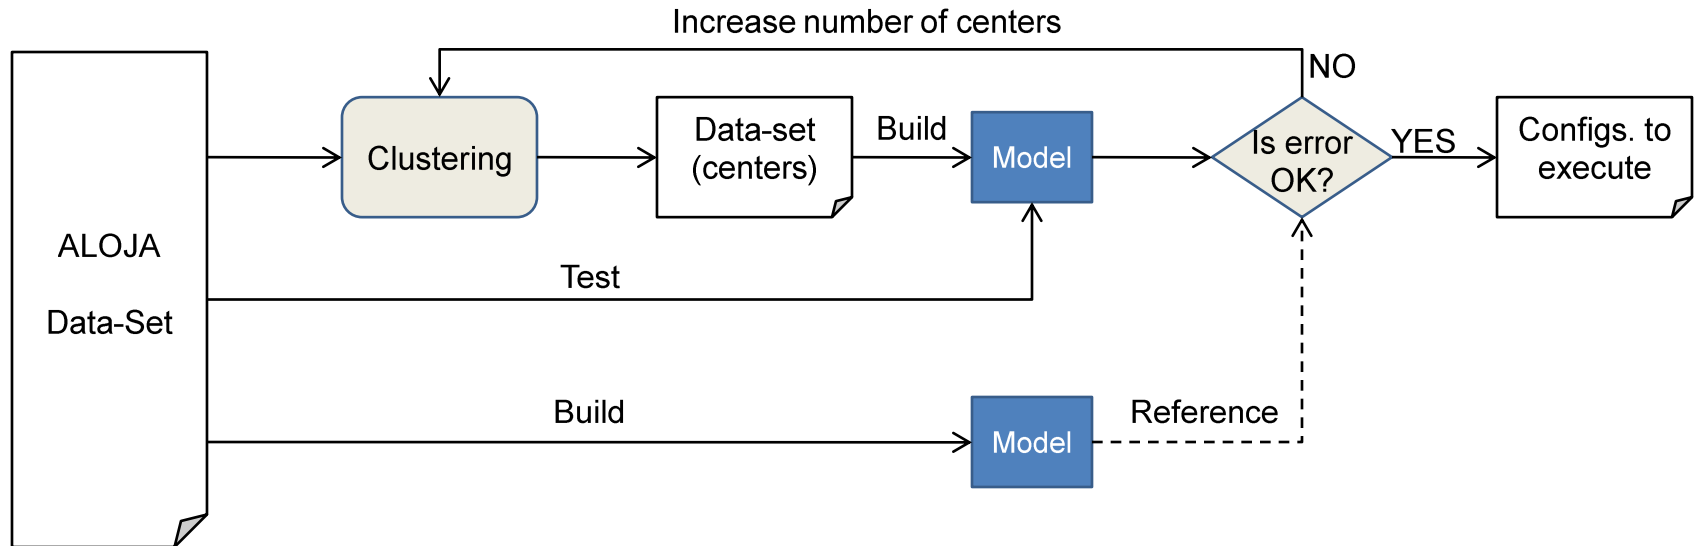 Increase number of centers
NO
ALOJA
Data-Set
Clustering
Data-set
(centers)
Build
Model
Is error
OK?
YES
Configs. to
execute
Test
Build
Model
Reference